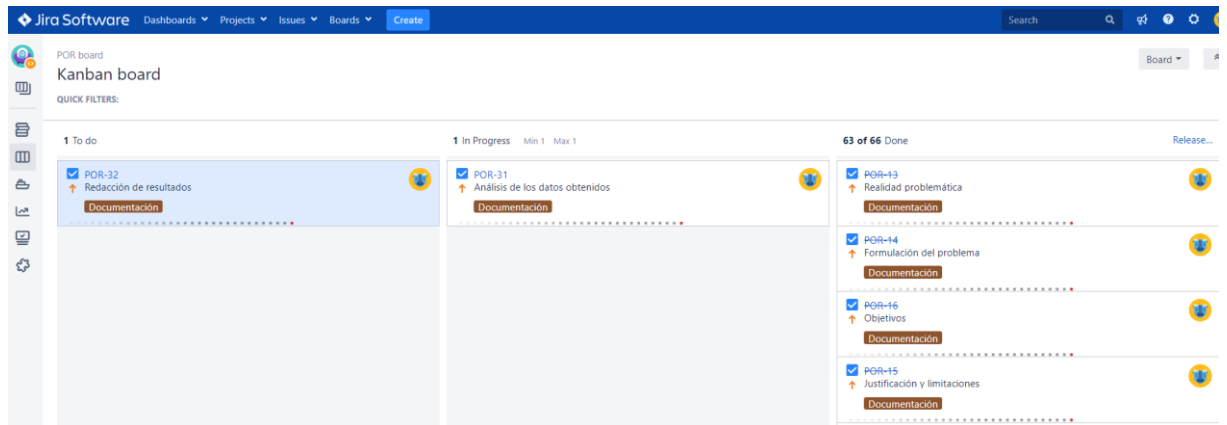 Jira Software Dashboards Projects Issues Boards Create Search
POR board
Kanban board
Board
QUICK FILTERS:
1 To do
1 In Progress Min 1 Max 1
63 of 66 Done
Release...
POR-32
Redacción de resultados
Documentación
POR-31
Análisis de los datos obtenidos
Documentación
POR-13
Realidad problemática
Documentación
POR-14
Formulación del problema
Documentación
POR-16
Objetivos
Documentación
POR-15
Justificación y limitaciones
Documentación